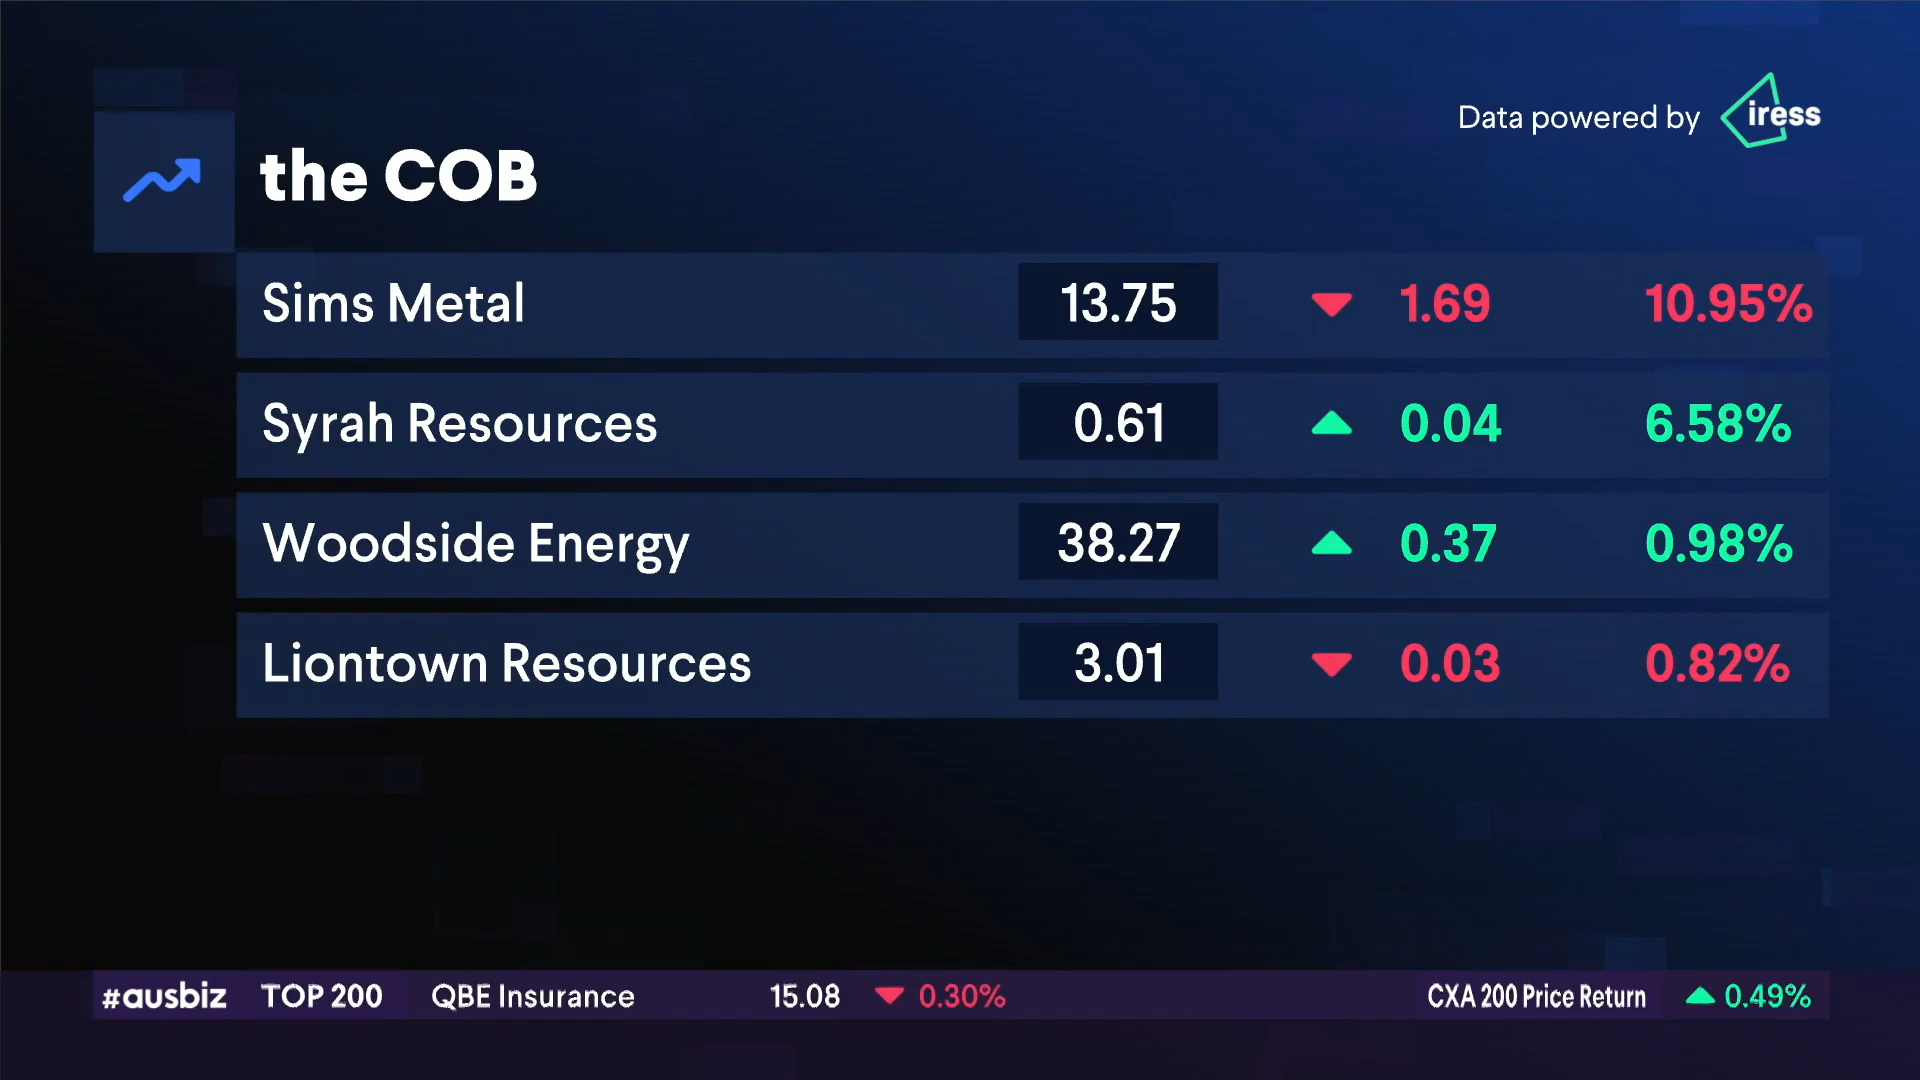 Data powered by iress
the COB
Sims Metal 13.75 ▼ 1.69 10.95%
Syrah Resources 0.61 ▲ 0.04 6.58%
Woodside Energy 38.27 ▲ 0.37 0.98%
Liontown Resources 3.01 ▼ 0.03 0.82%
#ausbiz TOP 200 QBE Insurance 15.08 ▼ 0.30% CXA 200 Price Return ▲ 0.49%